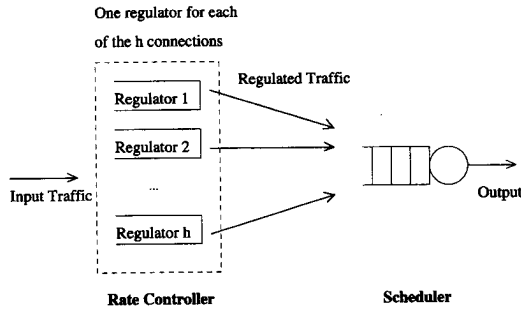 One regulator for each
of the h connections
Regulated Traffic
Regulator 1
Regulator 2
...
Regulator h
Input Traffic
Output
Rate Controller
Scheduler